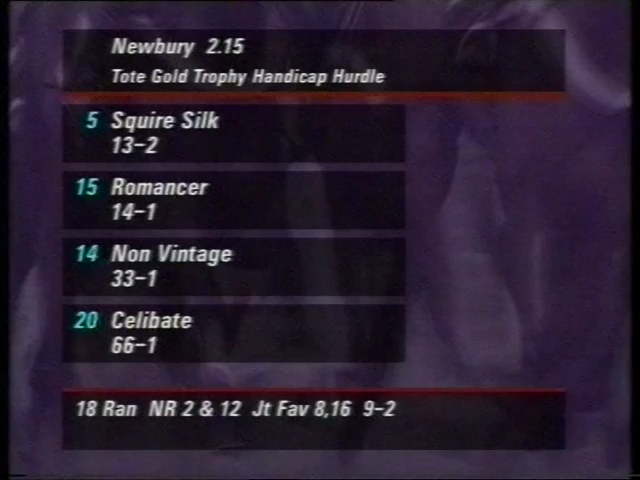 Newbury 2.15
Tote Gold Trophy Handicap Hurdle
5 Squire Silk
13-2
15 Romancer
14-1
14 Non Vintage
33-1
20 Celibate
66-1
18 Ran NR 2 & 12 Jt Fav 8,16 9-2